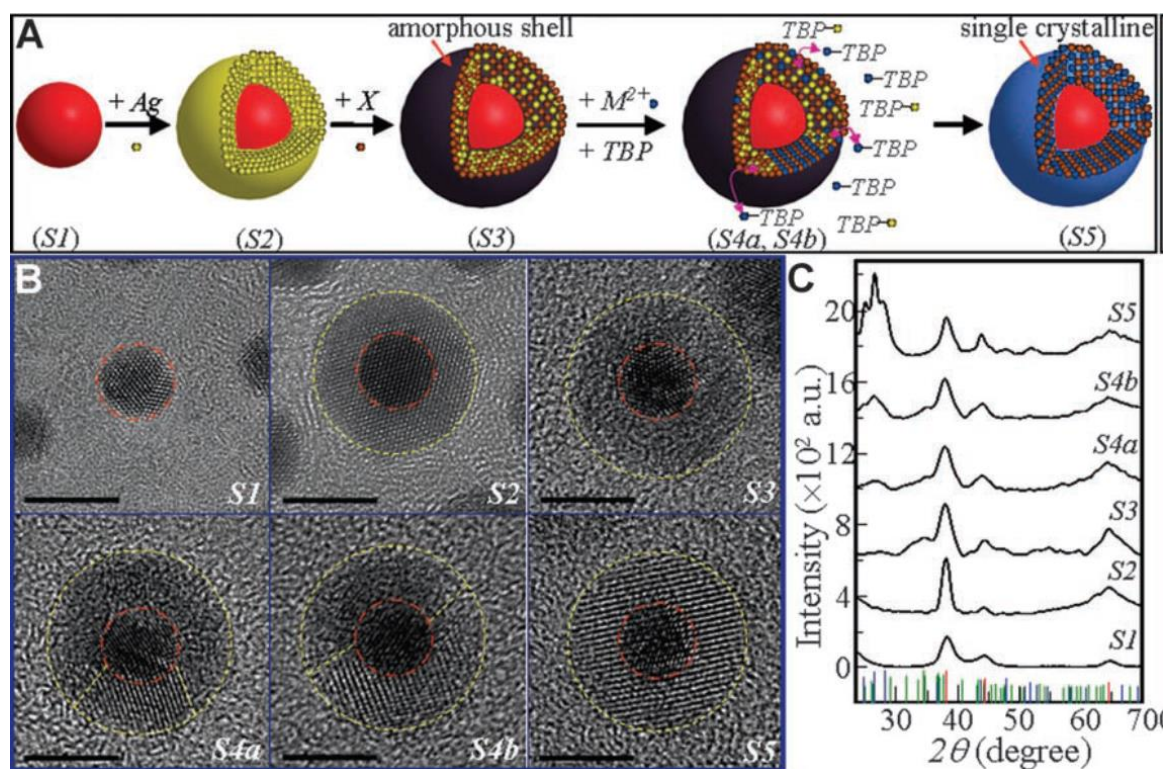 A
amorphous shell
single crystalline
+ Ag
+ X
+ M²⁺
+ TBP
TBP
TBP
TBP
TBP
TBP
TBP
TBP
TBP
(S1)
(S2)
(S3)
(S4a, S4b)
(S5)
B
S1
S2
S3
S4a
S4b
S5
C
Intensity (×10² a.u.)
20
16
12
8
4
0
S5
S4b
S4a
S3
S2
S1
30
40
50
60
700
2θ (degree)